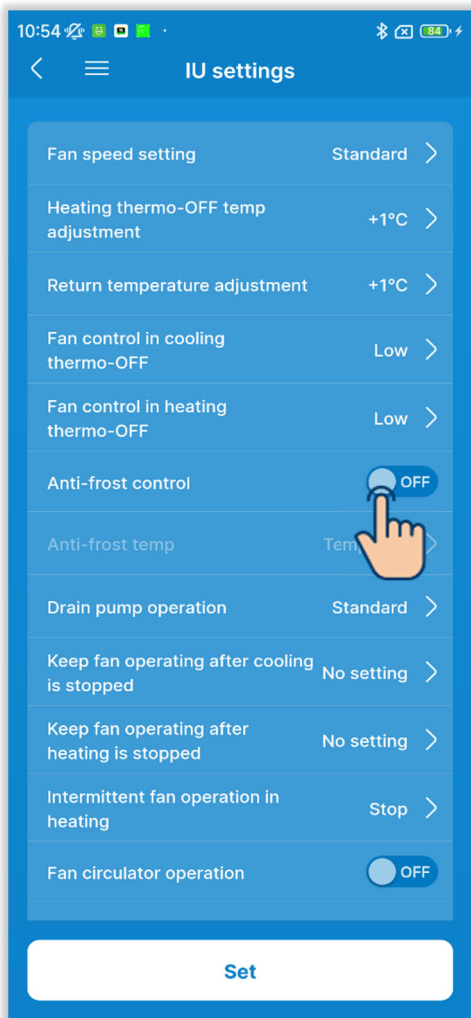 10:54
84
IU settings
Fan speed setting Standard
Heating thermo-OFF temp
adjustment
+1°C
Return temperature adjustment +1°C
Fan control in cooling
thermo-OFF
Low
Fan control in heating
thermo-OFF
Low
Anti-frost control OFF
Anti-frost temp
Drain pump operation Standard
Keep fan operating after cooling
is stopped
No setting
Keep fan operating after
heating is stopped
No setting
Intermittent fan operation in
heating
Stop
Fan circulator operation OFF
Set